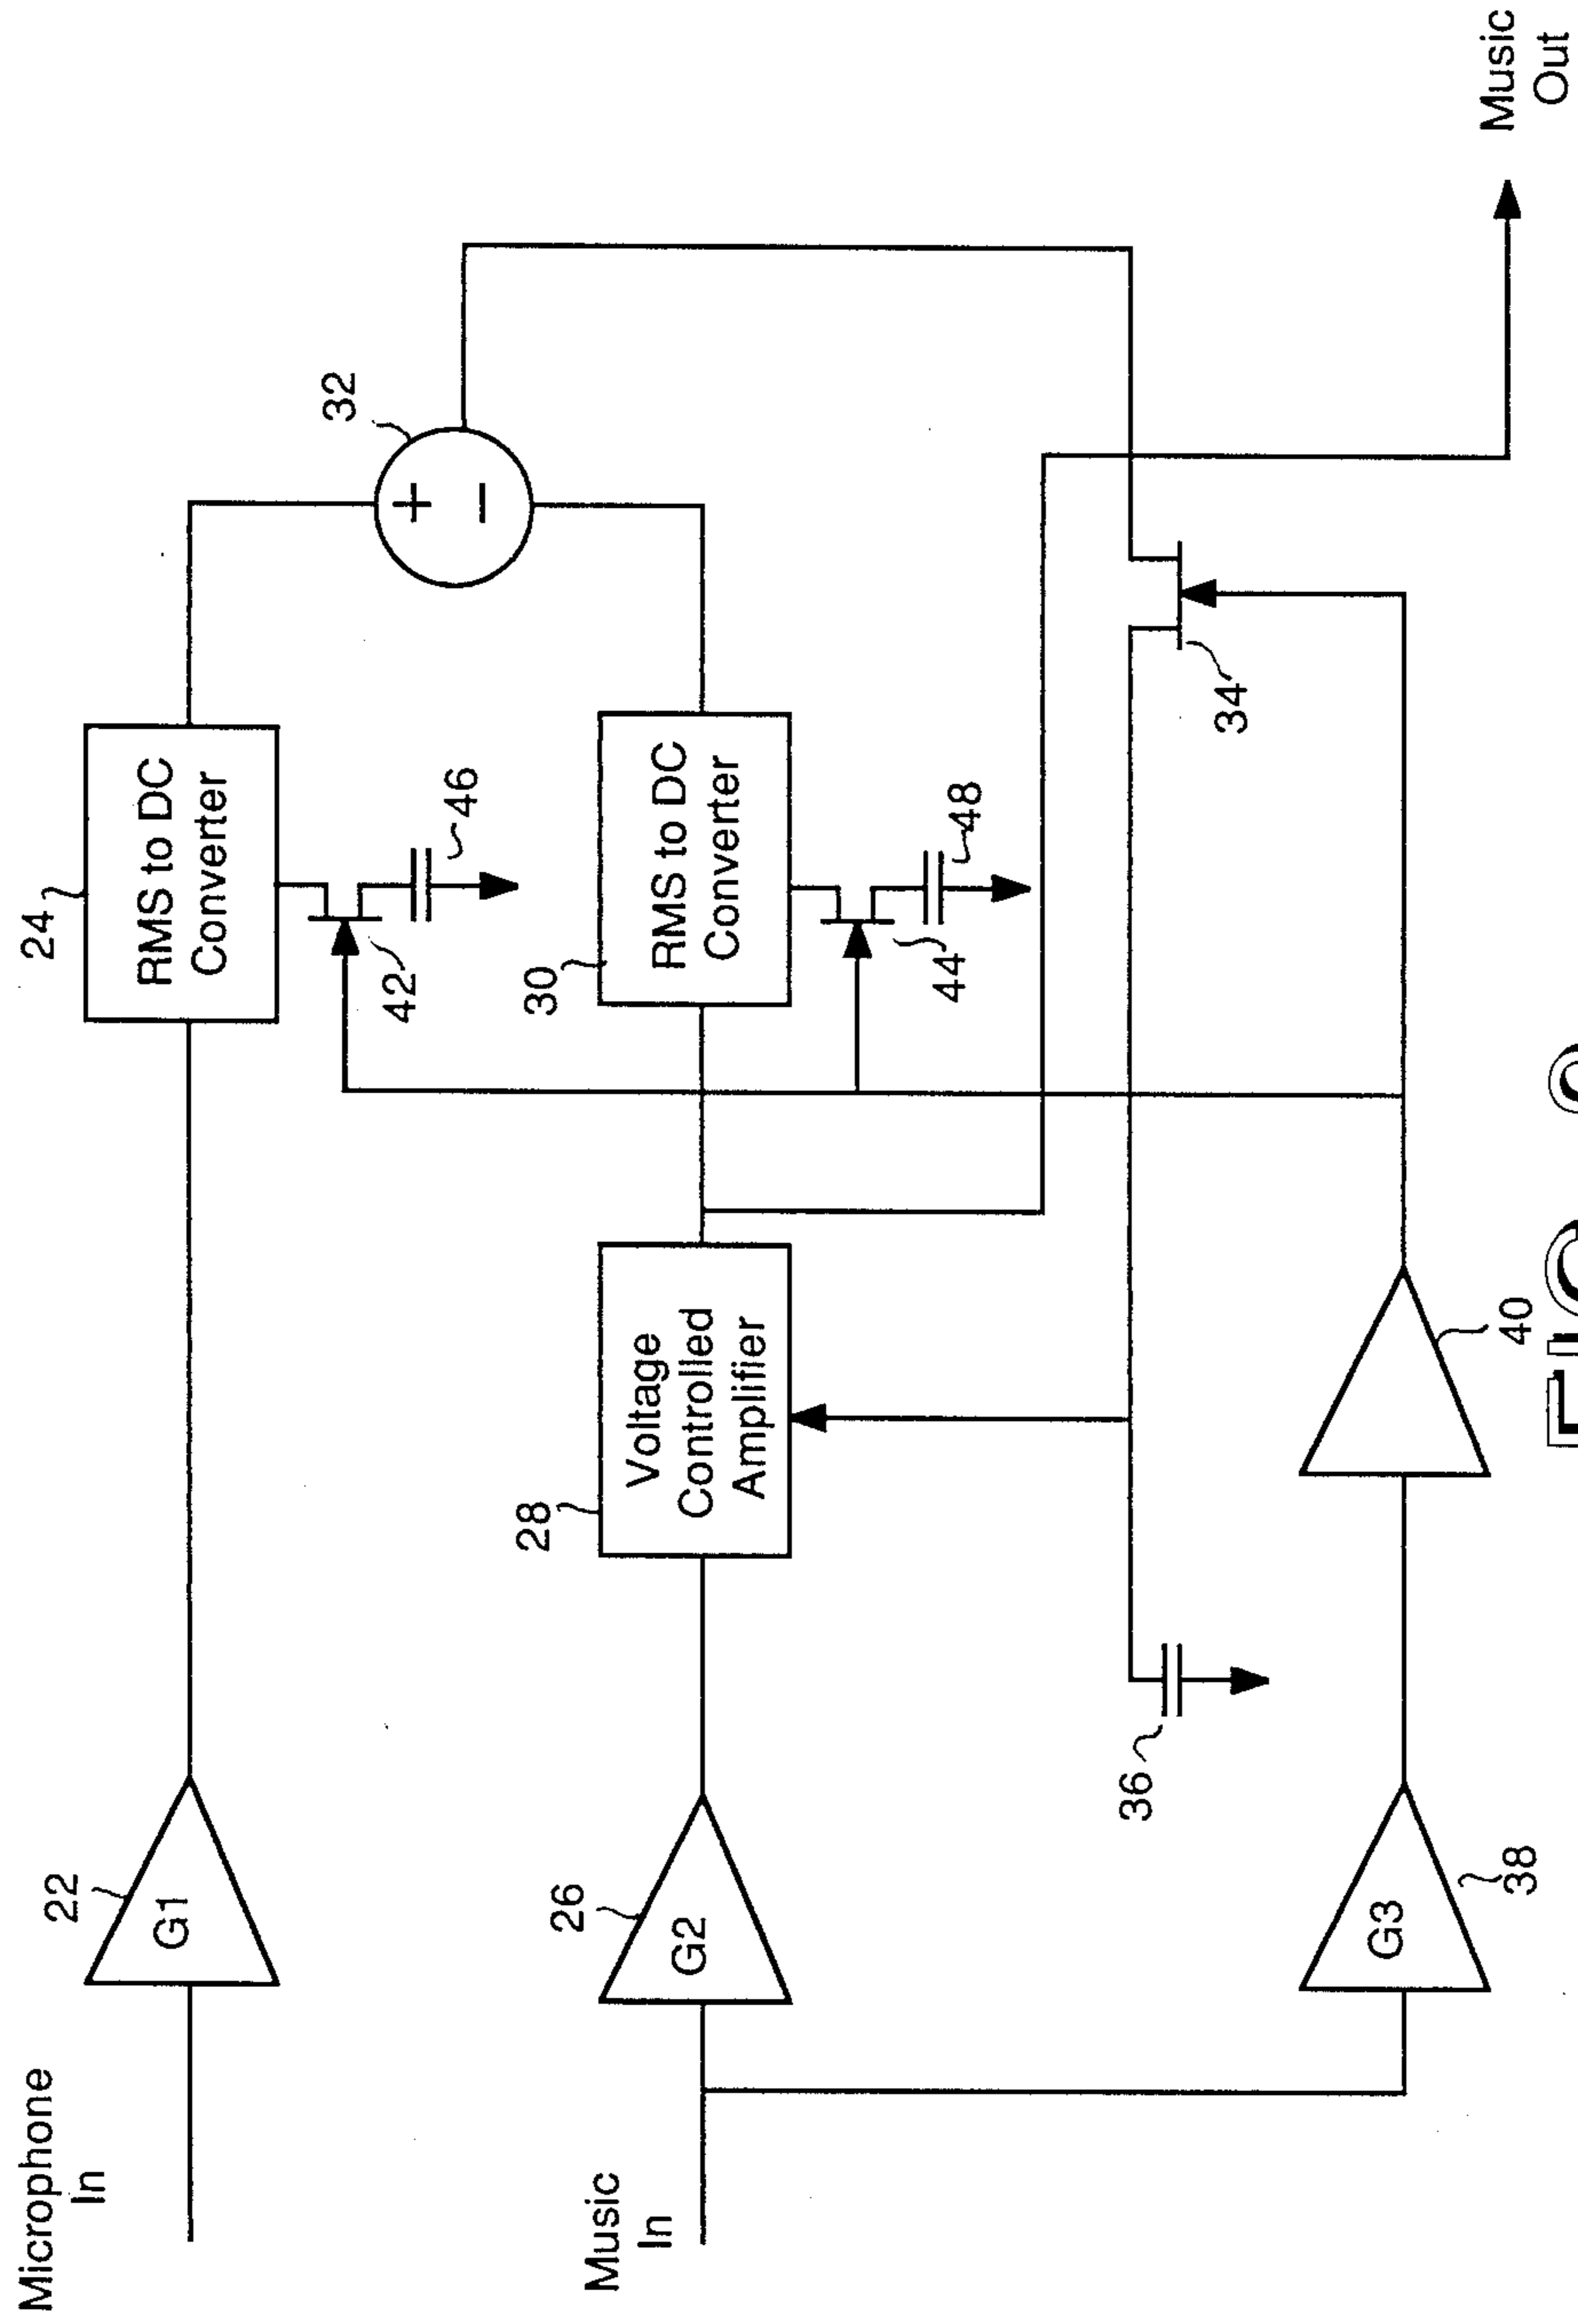 Microphone
In
22
G1
24
RMS to DC
Converter
42
46
32
+
−
Music
In
26
G2
28
Voltage
Controlled
Amplifier
30
RMS to DC
Converter
44
48
36
34
38
G3
40
Music
Out